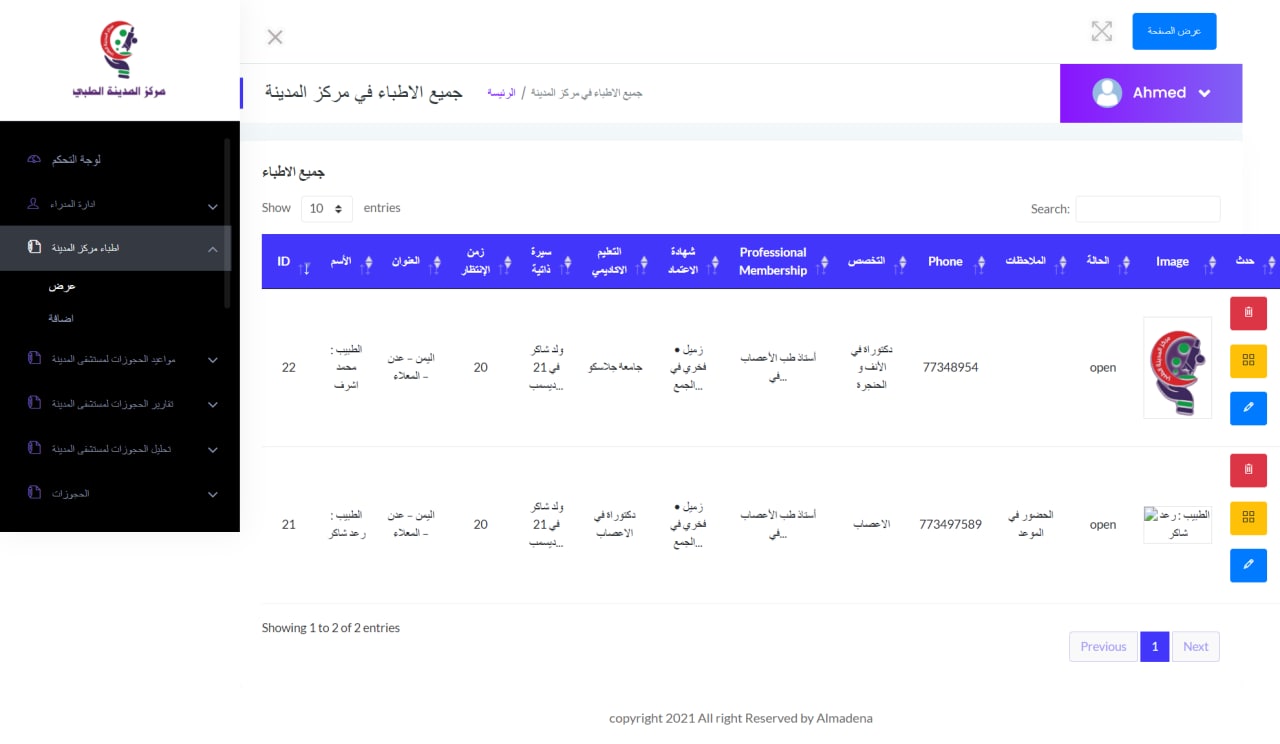 مركز المدينة الطبي
عرض الصفحة
جميع الاطباء في مركز المدينة
الرئيسة / جميع الاطباء في مركز المدينة
Ahmed
لوحة التحكم
ادارة المدراء
اطباء مركز المدينة
عرض
اضافة
مواعيد الحجوزات لمستشفى المدينة
تقارير الحجوزات لمستشفى المدينة
تحليل الحجوزات لمستشفى المدينة
الحجوزات
جميع الاطباء
Show 10 entries
Search:
ID
الأسم
العنوان
زمن
الإنتظار
سيرة
ذاتية
التعليم
الاكاديمي
شهادة
الاعتماد
Professional
Membership
التخصص
Phone
الملاحظات
الحالة
Image
حدث
22
الطبيب :
محمد
اشرف
اليمن - عدن
- المعلاء
20
ولد شاكر
في 21
ديسمب...
جامعة جلاسكو
• زميل
فخري في
الجمع...
أستاذ طب الأعصاب
في...
دكتوراة في
الأنف و
الحنجرة
77348954
open
مركز المدينة الطبي
21
الطبيب :
رعد شاكر
اليمن - عدن
- المعلاء
20
ولد شاكر
في 21
ديسمب...
دكتوراة في
الاعصاب
• زميل
فخري في
الجمع...
أستاذ طب الأعصاب
في...
الاعصاب
773497589
الحضور في
الموعد
open
الطبيب : رعد
شاكر
Showing 1 to 2 of 2 entries
Previous 1 Next
copyright 2021 All right Reserved by Almadena